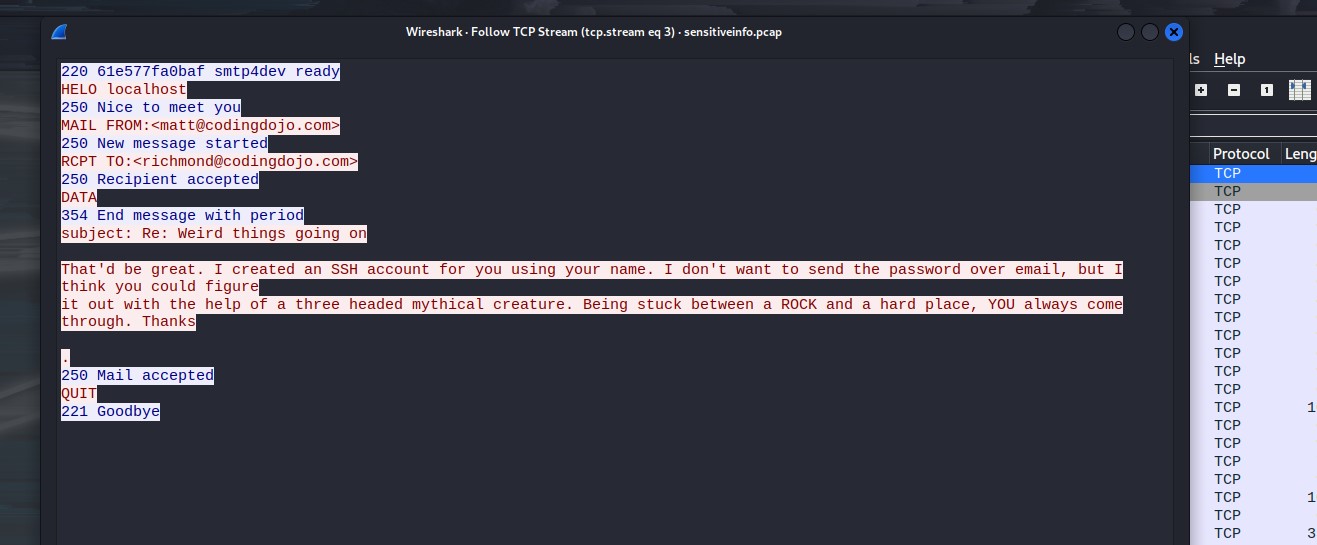 Wireshark · Follow TCP Stream (tcp.stream eq 3) · sensitiveinfo.pcap
ls Help
220 61e577fa0baf smtp4dev ready
HELO localhost
250 Nice to meet you
MAIL FROM:<matt@codingdojo.com>
250 New message started
RCPT TO:<richmond@codingdojo.com>
250 Recipient accepted
DATA
354 End message with period
subject: Re: Weird things going on
That'd be great. I created an SSH account for you using your name. I don't want to send the password over email, but I
think you could figure
it out with the help of a three headed mythical creature. Being stuck between a ROCK and a hard place, YOU always come
through. Thanks
.
250 Mail accepted
QUIT
221 Goodbye
Protocol Leng
TCP
TCP
TCP
TCP
TCP
TCP
TCP
TCP
TCP
TCP
TCP
TCP
TCP
TCP 1
TCP
TCP
TCP
TCP
TCP 1
TCP
TCP 3